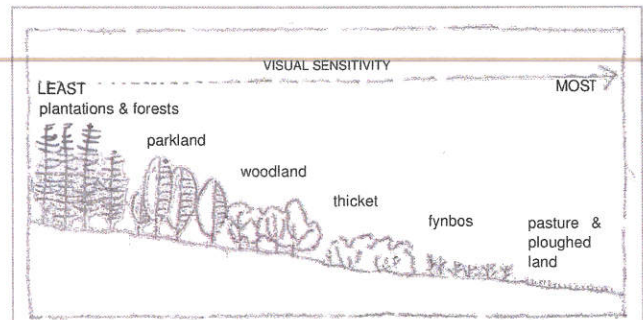 VISUAL SENSITIVITY
LEAST
MOST
plantations & forests
parkland
woodland
thicket
fynbos
pasture &
ploughed
land